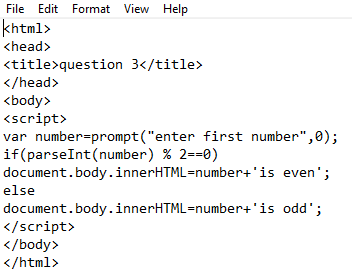 File Edit Format View Help
<html>
<head>
<title>question 3</title>
</head>
<body>
<script>
var number=prompt("enter first number",0);
if(parseInt(number) % 2==0)
document.body.innerHTML=number+'is even';
else
document.body.innerHTML=number+'is odd';
</script>
</body>
</html>